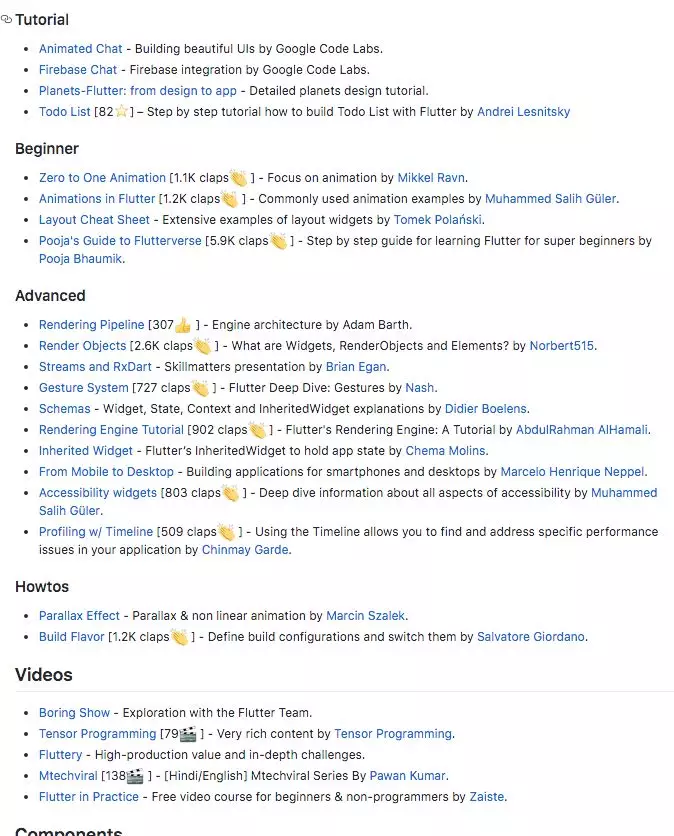 Tutorial
• Animated Chat - Building beautiful UIs by Google Code Labs.
• Firebase Chat - Firebase integration by Google Code Labs.
• Planets-Flutter: from design to app - Detailed planets design tutorial.
• Todo List [82⭐] – Step by step tutorial how to build Todo List with Flutter by Andrei Lesnitsky
Beginner
• Zero to One Animation [1.1K claps👏 ] - Focus on animation by Mikkel Ravn.
• Animations in Flutter [1.2K claps👏 ] - Commonly used animation examples by Muhammed Salih Güler.
• Layout Cheat Sheet - Extensive examples of layout widgets by Tomek Polański.
• Pooja's Guide to Flutterverse [5.9K claps👏 ] - Step by step guide for learning Flutter for super beginners by
Pooja Bhaumik.
Advanced
• Rendering Pipeline [307👍 ] - Engine architecture by Adam Barth.
• Render Objects [2.6K claps👏 ] - What are Widgets, RenderObjects and Elements? by Norbert515.
• Streams and RxDart - Skillmatters presentation by Brian Egan.
• Gesture System [727 claps👏 ] - Flutter Deep Dive: Gestures by Nash.
• Schemas - Widget, State, Context and InheritedWidget explanations by Didier Boelens.
• Rendering Engine Tutorial [902 claps👏 ] - Flutter's Rendering Engine: A Tutorial by AbdulRahman AlHamali.
• Inherited Widget - Flutter's InheritedWidget to hold app state by Chema Molins.
• From Mobile to Desktop - Building applications for smartphones and desktops by Marcelo Henrique Neppel.
• Accessibility widgets [803 claps👏 ] - Deep dive information about all aspects of accessibility by Muhammed
Salih Güler.
• Profiling w/ Timeline [509 claps👏 ] - Using the Timeline allows you to find and address specific performance
issues in your application by Chinmay Garde.
Howtos
• Parallax Effect - Parallax & non linear animation by Marcin Szalek.
• Build Flavor [1.2K claps👏 ] - Define build configurations and switch them by Salvatore Giordano.
Videos
• Boring Show - Exploration with the Flutter Team.
• Tensor Programming [79🎬 ] - Very rich content by Tensor Programming.
• Fluttery - High-production value and in-depth challenges.
• Mtechviral [138🎬 ] - [Hindi/English] Mtechviral Series By Pawan Kumar.
• Flutter in Practice - Free video course for beginners & non-programmers by Zaiste.
Components